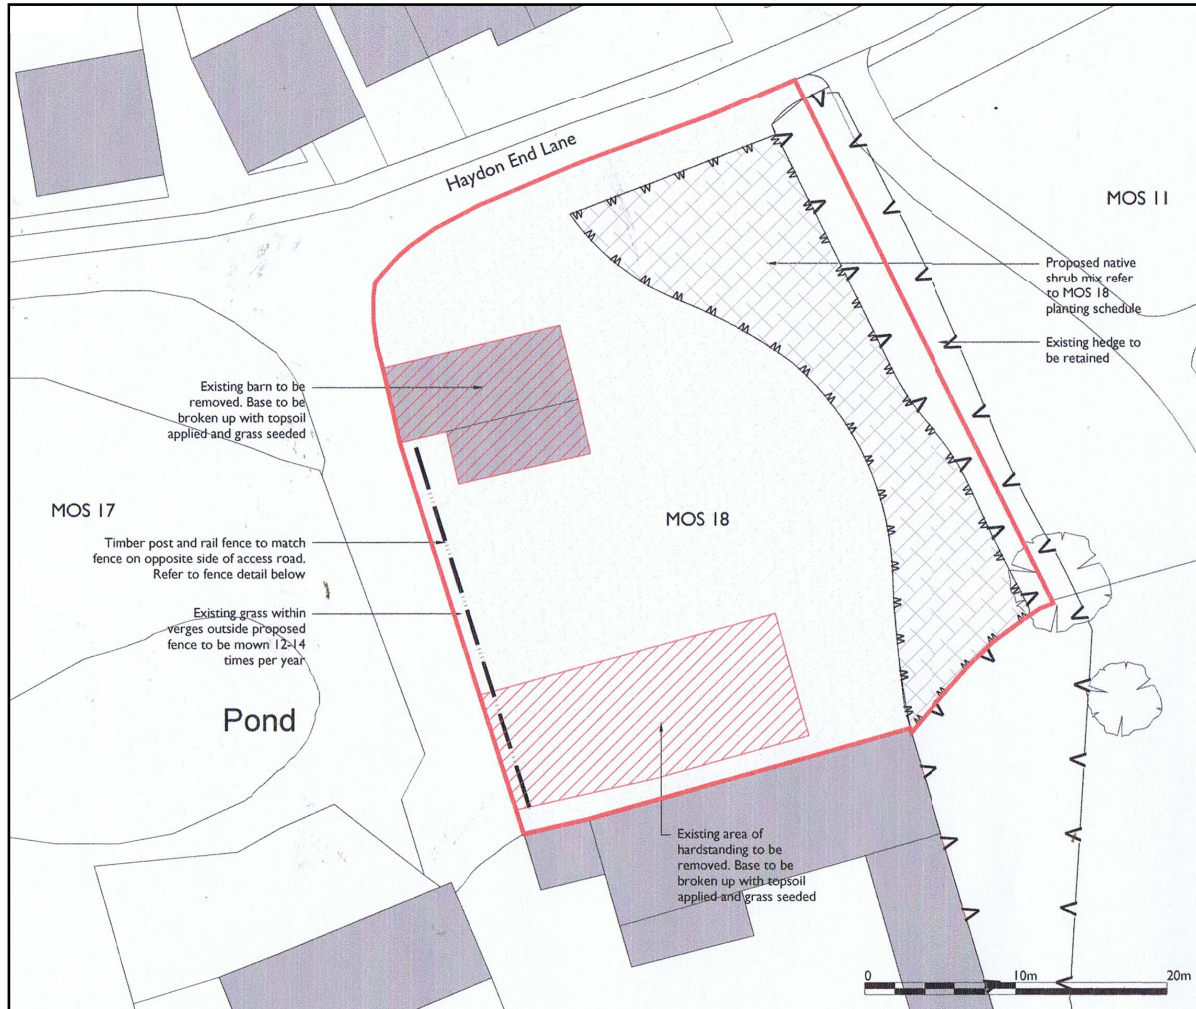 Haydon End Lane
MOS 11
Proposed native
shrub mix refer
to MOS 18
planting schedule
Existing hedge to
be retained
Existing barn to be
removed. Base to be
broken up with topsoil
applied and grass seeded
MOS 17
MOS 18
Timber post and rail fence to match
fence on opposite side of access road.
Refer to fence detail below
Existing grass within
verges outside proposed
fence to be mown 12-14
times per year
Pond
Existing area of
hardstanding to be
removed. Base to be
broken up with topsoil
applied and grass seeded
0 10m 20m